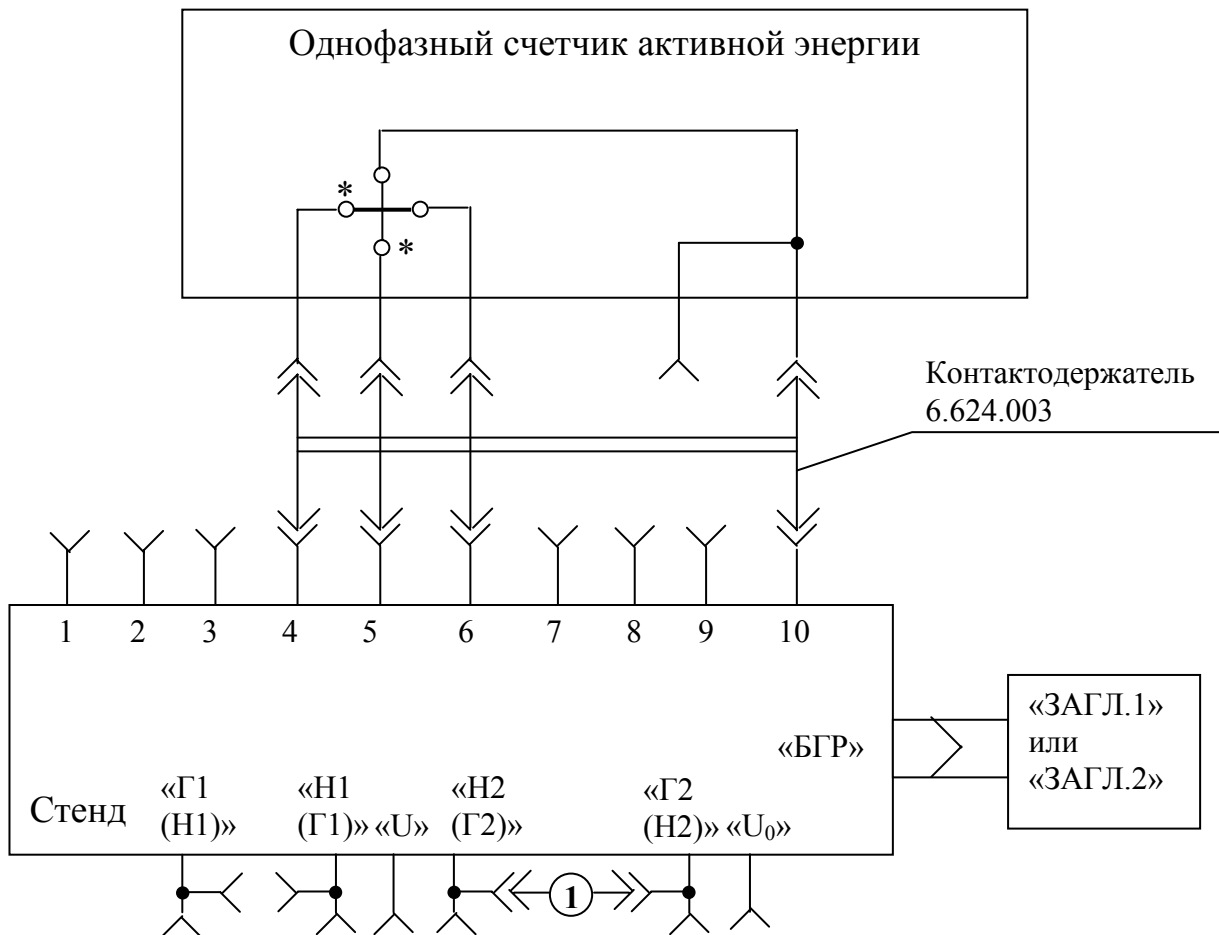 Однофазный счетчик активной энергии
*
*
Контактодержатель
6.624.003
1 2 3 4 5 6 7 8 9 10
«ЗАГЛ.1»
или
«ЗАГЛ.2»
«БГР»
Стенд
«Г1
(Н1)»
«Н1
(Г1)»
«U»
«Н2
(Г2)»
«Г2
(Н2)»
«U₀»
1